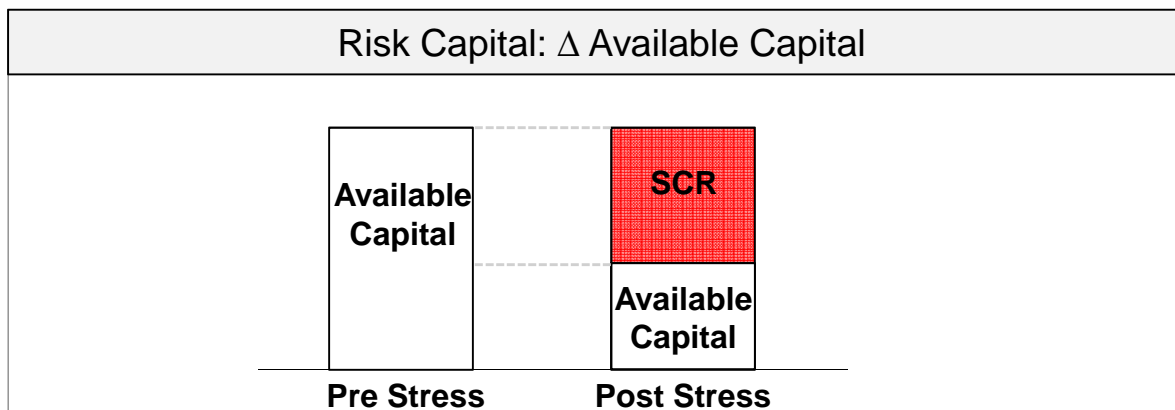 Risk Capital: Δ Available Capital
Available
Capital
SCR
Available
Capital
Pre Stress
Post Stress